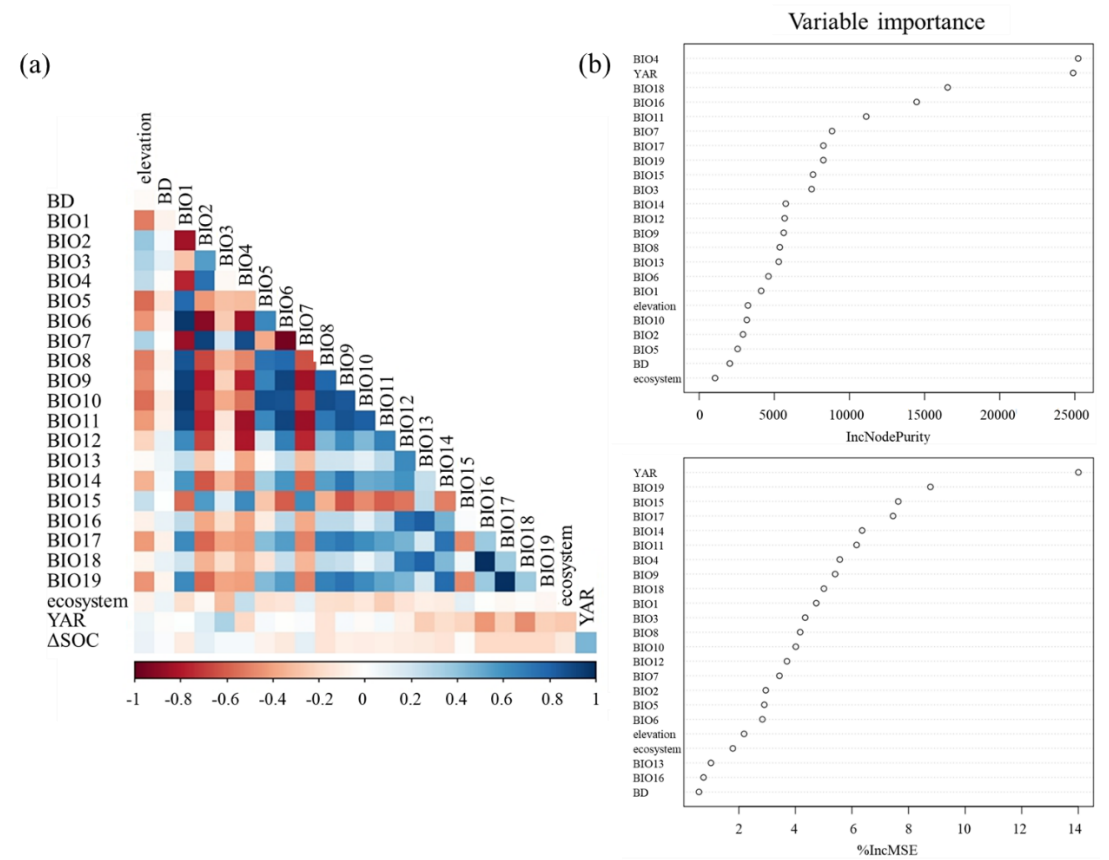 Variable importance
(a)
(b)
elevation
BD
BIO1
BIO2
BIO3
BIO4
BIO5
BIO6
BIO7
BIO8
BIO9
BIO10
BIO11
BIO12
BIO13
BIO14
BIO15
BIO16
BIO17
BIO18
BIO19
ecosystem
YAR
BD
BIO1
BIO2
BIO3
BIO4
BIO5
BIO6
BIO7
BIO8
BIO9
BIO10
BIO11
BIO12
BIO13
BIO14
BIO15
BIO16
BIO17
BIO18
BIO19
ecosystem
YAR
ΔSOC
-1 -0.8 -0.6 -0.4 -0.2 0 0.2 0.4 0.6 0.8 1
BIO4
YAR
BIO18
BIO16
BIO11
BIO7
BIO17
BIO19
BIO15
BIO3
BIO14
BIO12
BIO9
BIO8
BIO13
BIO6
BIO1
elevation
BIO10
BIO2
BIO5
BD
ecosystem
0 5000 10000 15000 20000 25000
IncNodePurity
YAR
BIO19
BIO15
BIO17
BIO14
BIO11
BIO4
BIO9
BIO18
BIO1
BIO3
BIO8
BIO10
BIO12
BIO7
BIO2
BIO5
BIO6
elevation
ecosystem
BIO13
BIO16
BD
2 4 6 8 10 12 14
%IncMSE